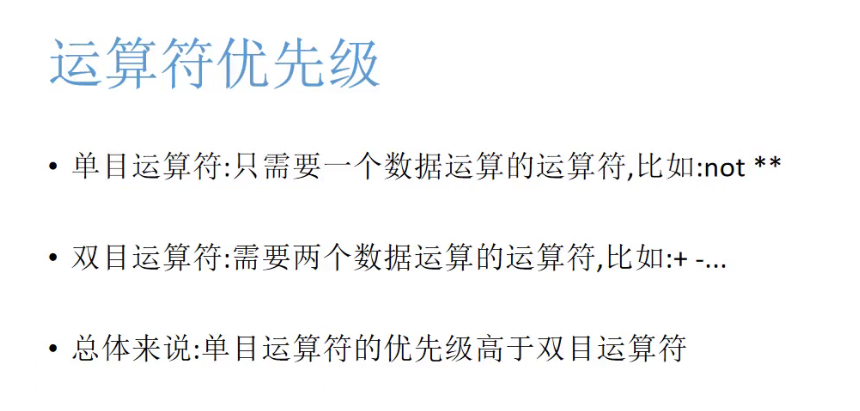 运算符优先级
• 单目运算符:只需要一个数据运算的运算符,比如:not **
• 双目运算符:需要两个数据运算的运算符,比如:+ -...
• 总体来说:单目运算符的优先级高于双目运算符